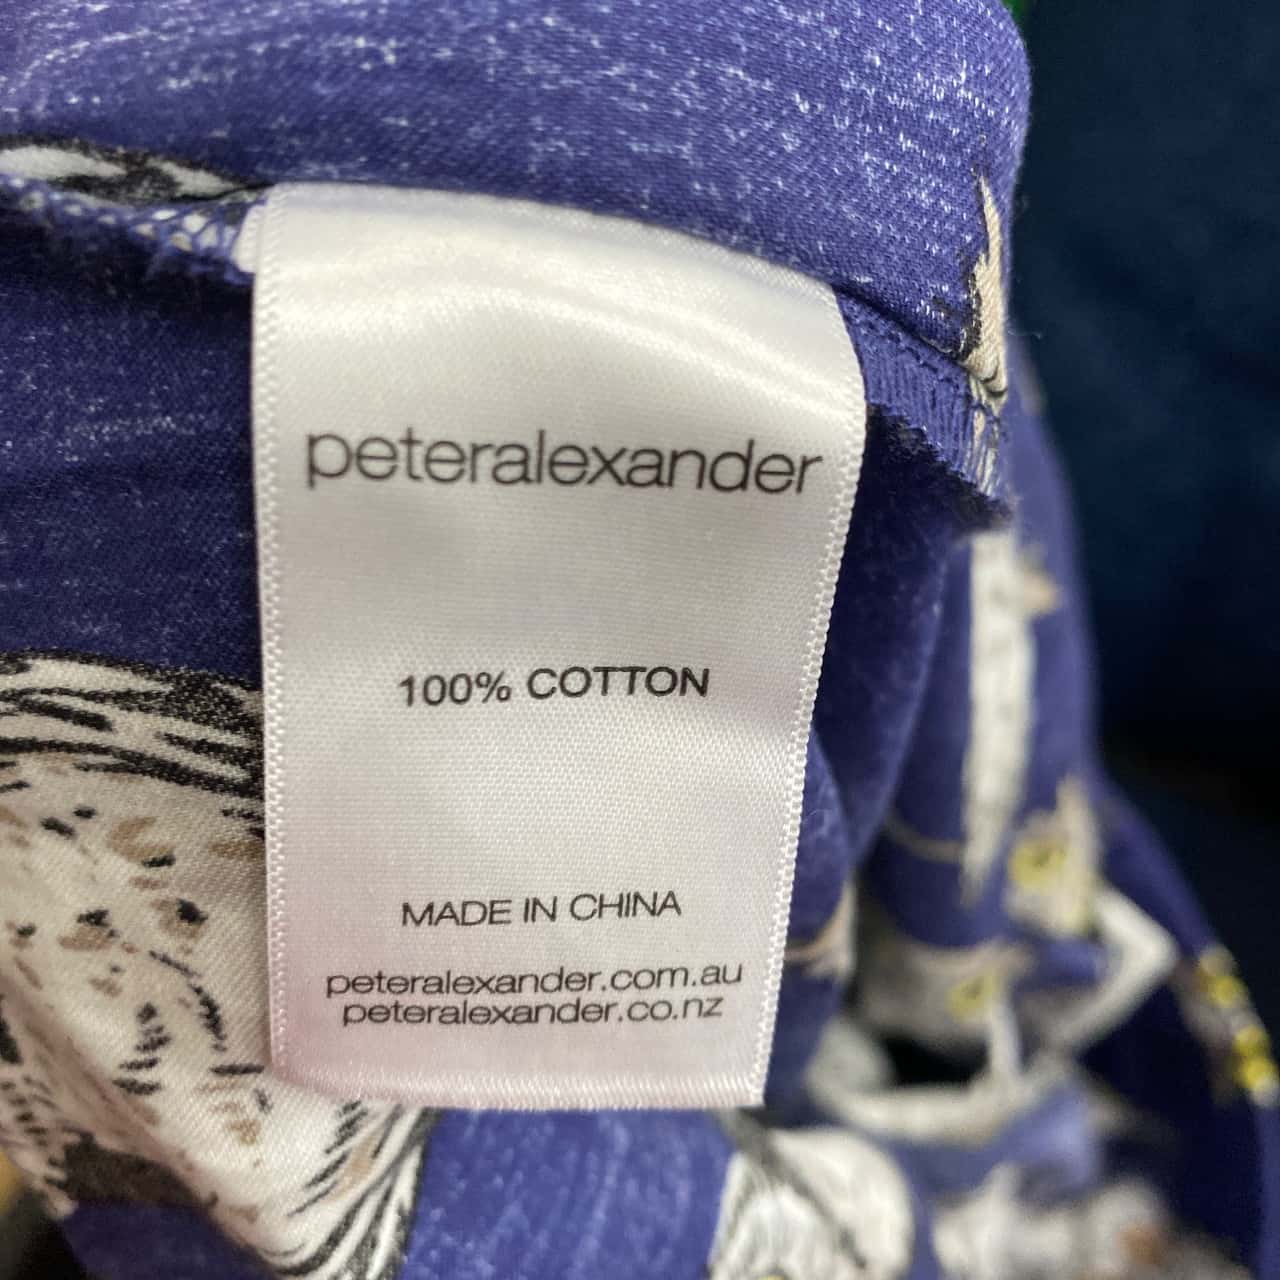 peteralexander
100% COTTON
MADE IN CHINA
peteralexander.com.au
peteralexander.co.nz